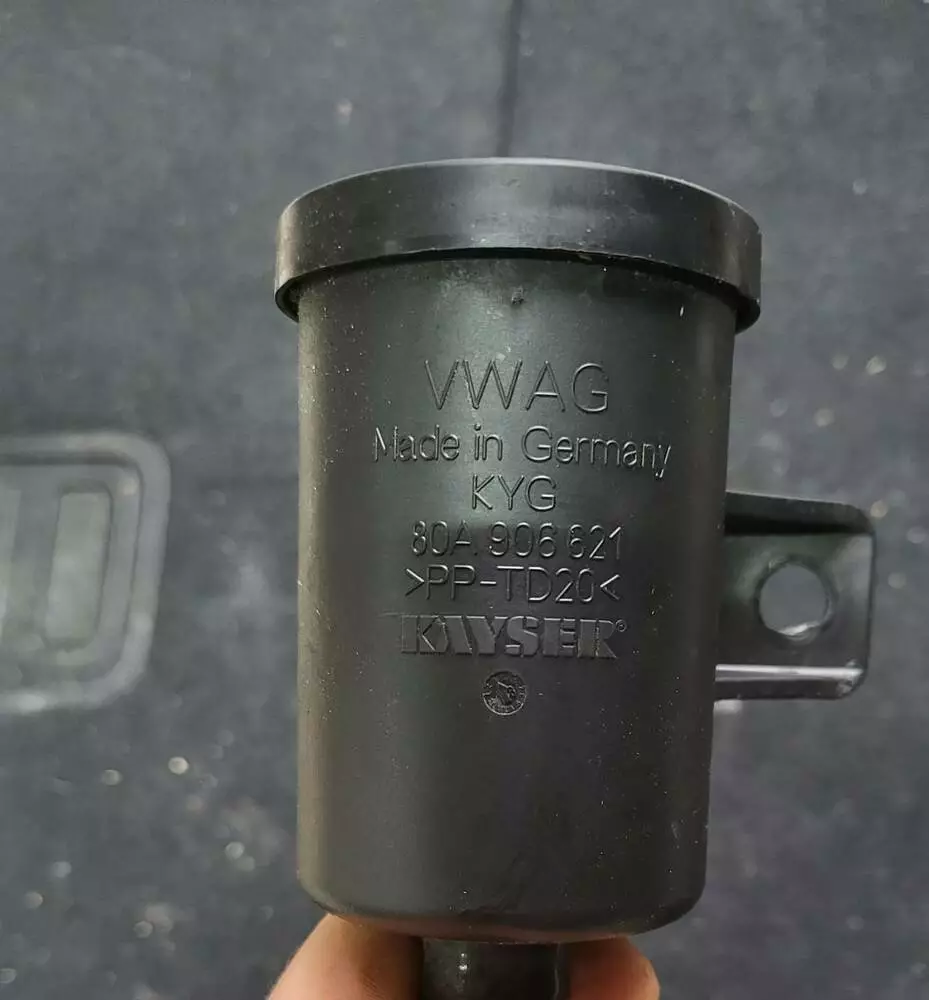 VWAG
Made in Germany
KYG
80A 906 621
>PP-TD20<
KAYSER®